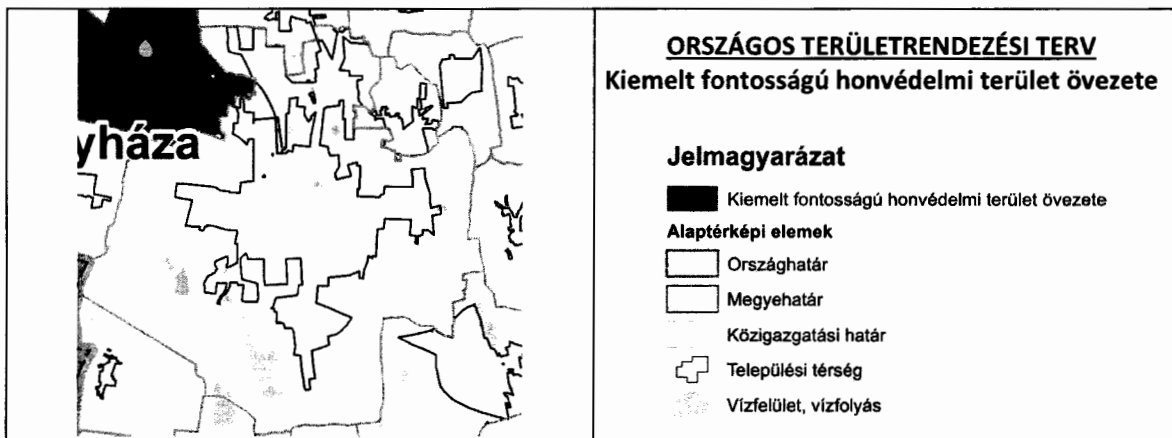 yháza
ORSZÁGOS TERÜLETRENDEZÉSI TERV
Kiemelt fontosságú honvédelmi terület övezete
Jelmagyarázat
Kiemelt fontosságú honvédelmi terület övezete
Alaptérképi elemek
Országhatár
Megyehatár
Közigazgatási határ
Települési térség
Vízfelület, vízfolyás